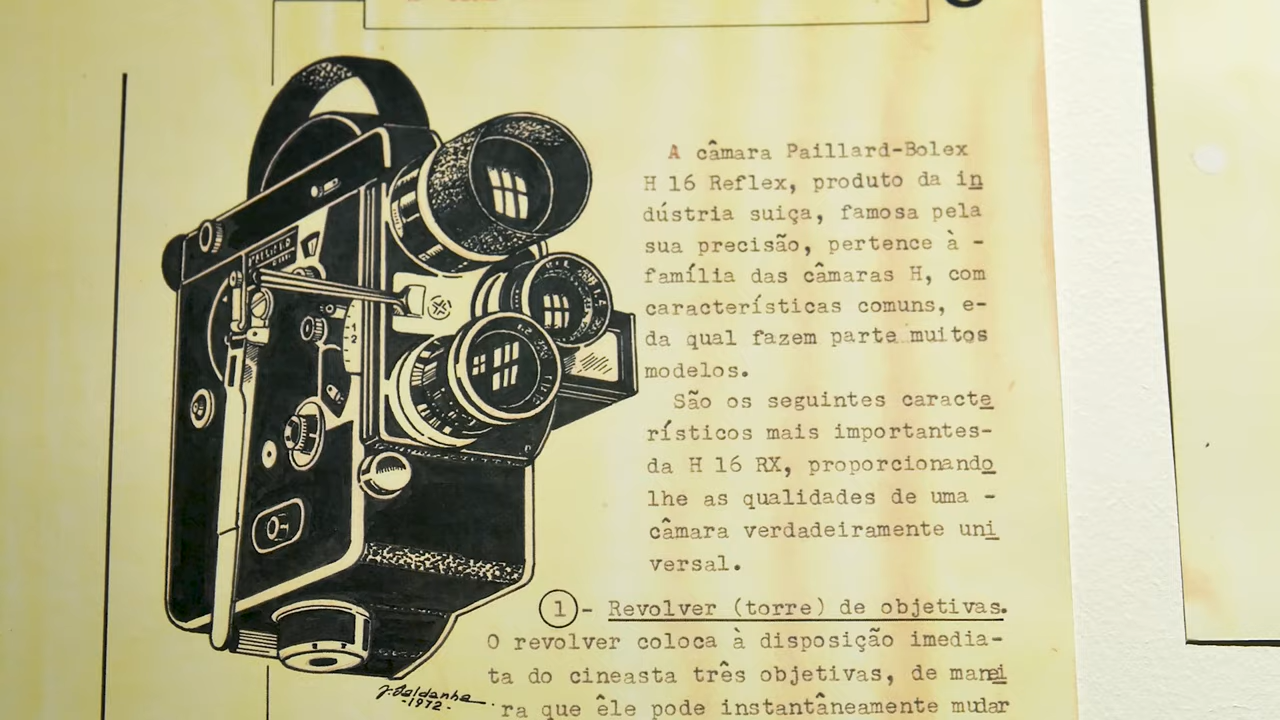 A câmara Paillard-Bolex
H 16 Reflex, produto da in
dústria suiça, famosa pela
sua precisão, pertence à -
família das câmaras H, com
características comuns, e-
da qual fazem parte muitos
modelos.
São os seguintes caracte
rísticos mais importantes-
da H 16 RX, proporcionando
lhe as qualidades de uma -
câmara verdadeiramente uni
versal.
1 - Revolver (torre) de objetivas.
O revolver coloca à disposição imedia-
ta do cineasta três objetivas, de manei
ra que êle pode instantâneamente mudar
J. Saldanha
-1972-